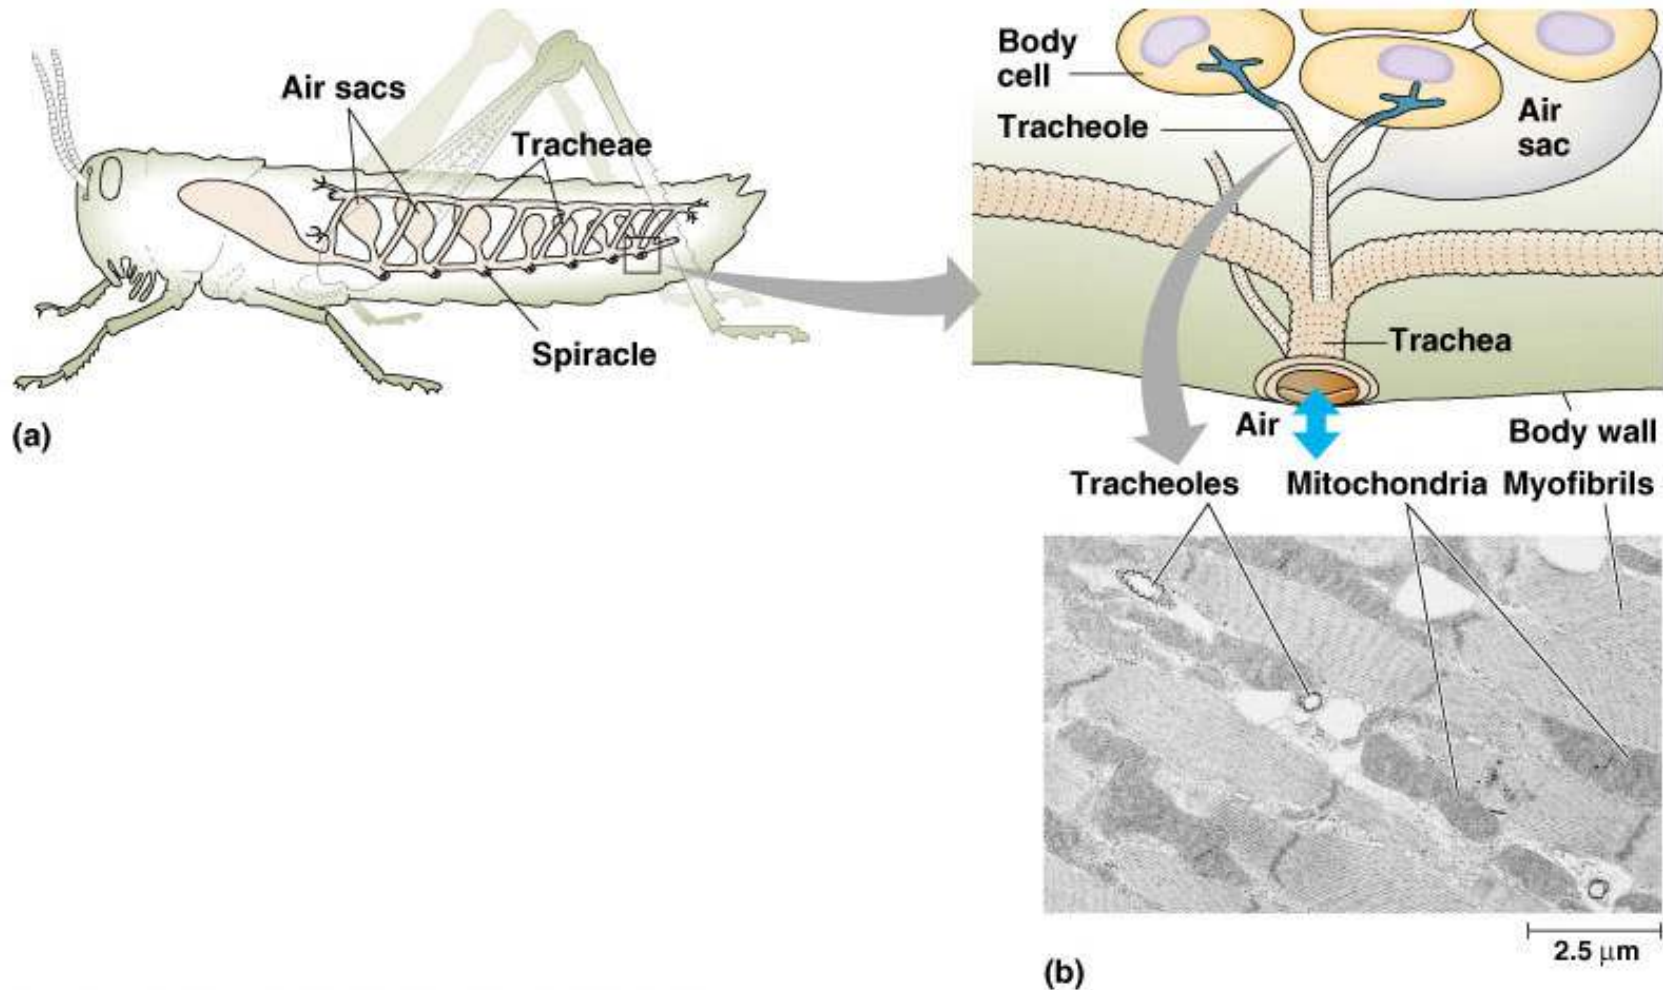 Air sacs
Tracheae
Spiracle
(a)
Body
cell
Tracheole
Air
sac
Trachea
Air
Body wall
Tracheoles
Mitochondria
Myofibrils
2.5 μm
(b)